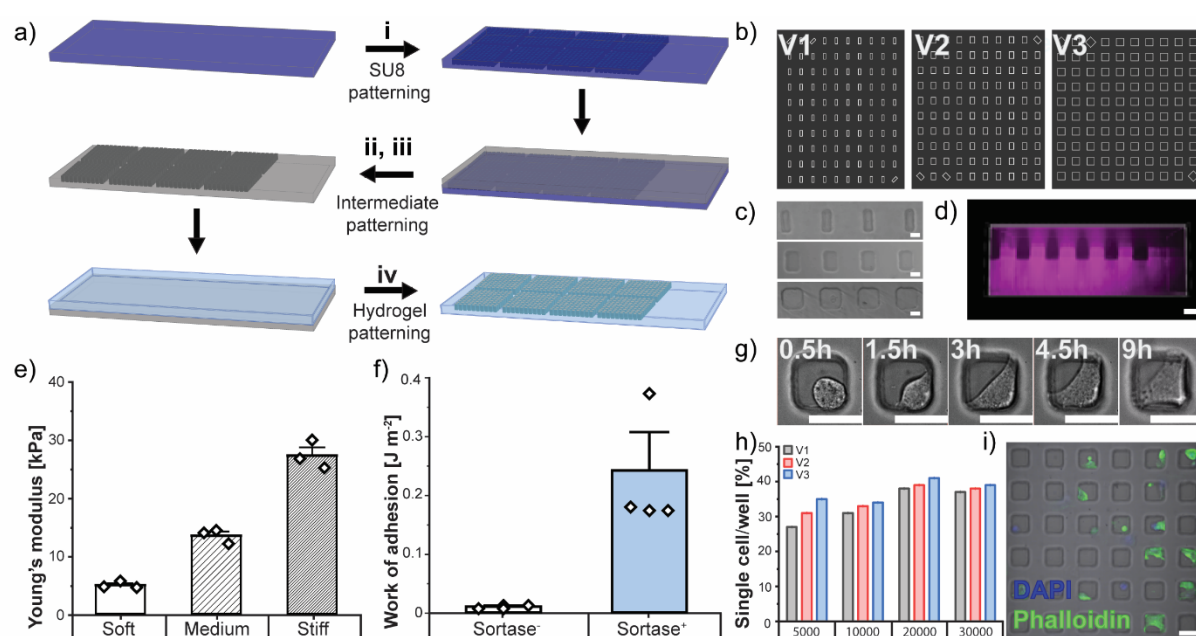 a)
i
SU8
patterning
ii, iii
Intermediate
patterning
iv
Hydrogel
patterning
b)
V1
V2
V3
c)
d)
e)
Young's modulus [kPa]
40
30
20
10
0
Soft
Medium
Stiff
f)
Work of adhesion [J m⁻²]
0.4
0.3
0.2
0.1
0
Sortase⁻
Sortase⁺
g)
0.5h
1.5h
3h
4.5h
9h
h)
Single cell/well [%]
50
40
30
20
10
0
V1
V2
V3
5000
10000
20000
30000
i)
DAPI
Phalloidin